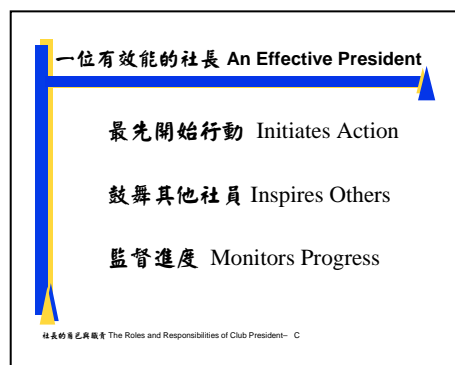 一位有效能的社長 An Effective President
最先開始行動 Initiates Action
鼓舞其他社員 Inspires Others
監督進度 Monitors Progress
社長的角色與職責 The Roles and Responsibilities of Club President– C